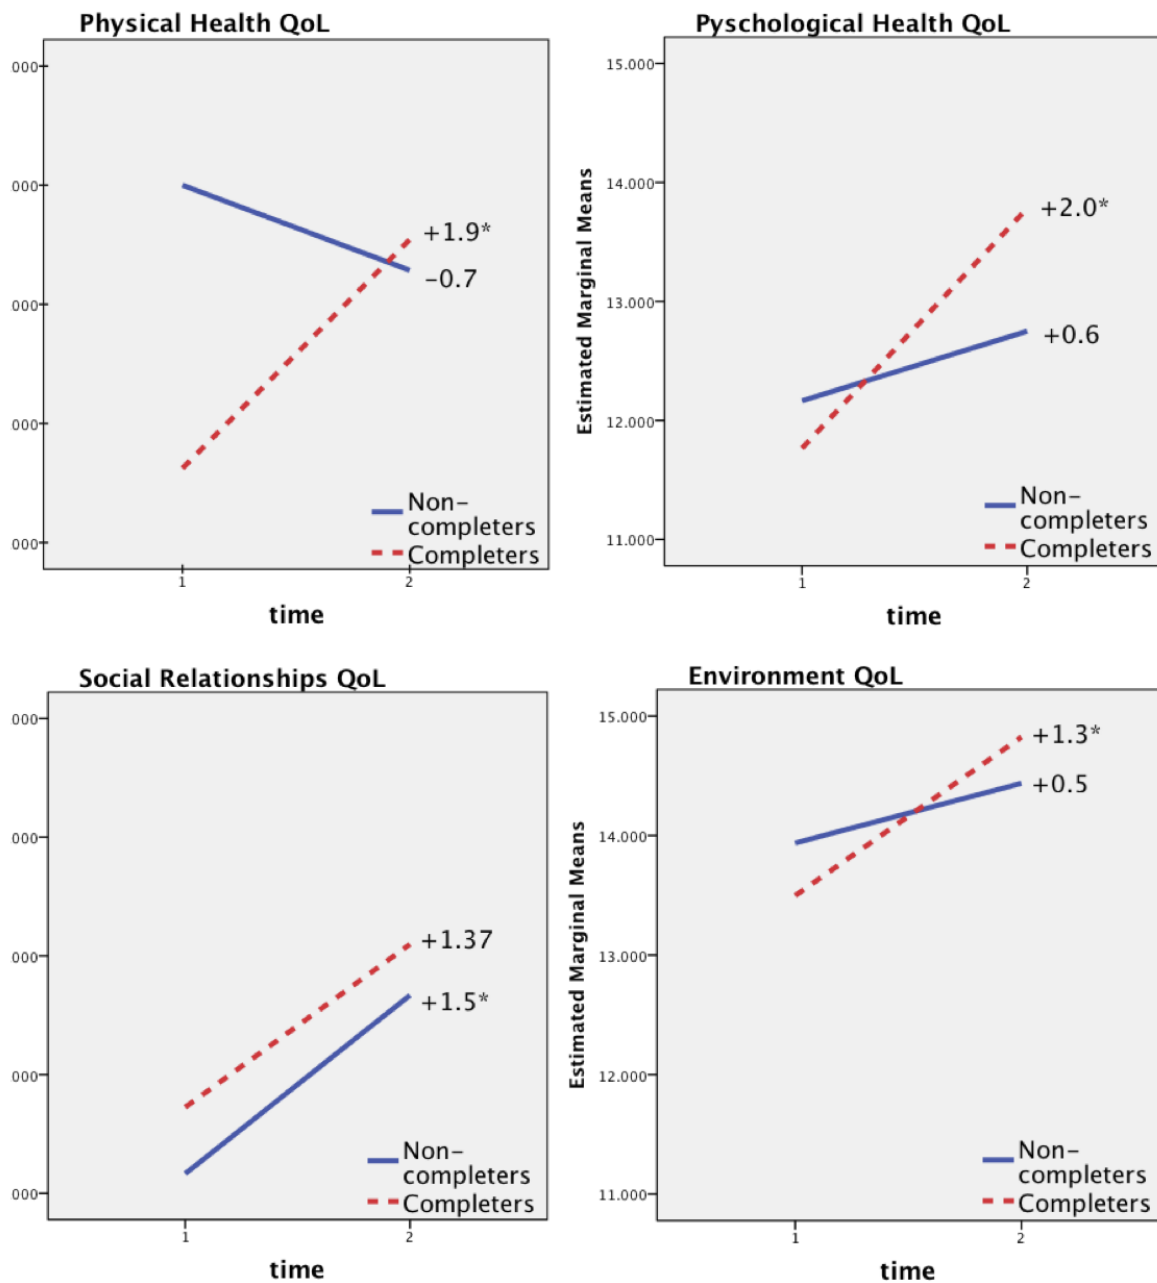 Physical Health QoL
000
000
000
000
000
+1.9*
-0.7
Non-
completers
Completers
1
2
time
Pyschological Health QoL
Estimated Marginal Means
15.000
14.000
13.000
12.000
11.000
+2.0*
+0.6
Non-
completers
Completers
1
2
time
Social Relationships QoL
000
000
000
000
000
+1.37
+1.5*
Non-
completers
Completers
1
2
time
Environment QoL
Estimated Marginal Means
15.000
14.000
13.000
12.000
11.000
+1.3*
+0.5
Non-
completers
Completers
1
2
time